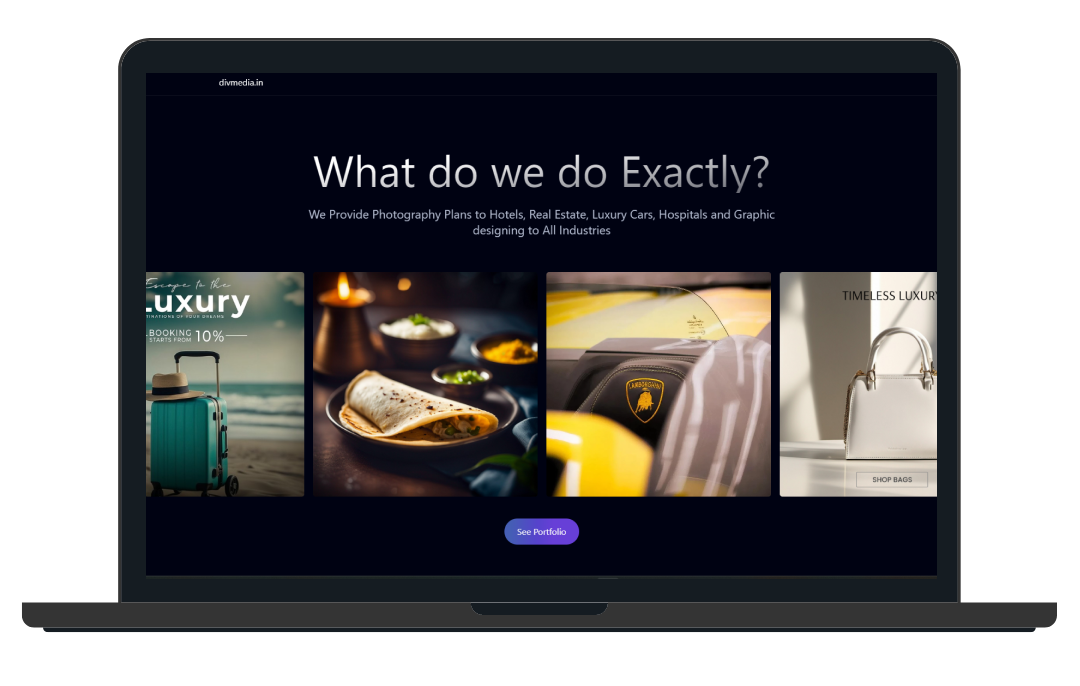 divmedia.in
What do we do Exactly?
We Provide Photography Plans to Hotels, Real Estate, Luxury Cars, Hospitals and Graphic
designing to All Industries
Escape to the
Luxury
OF YOUR DREAMS
BOOKING
STARTS FROM
10%
LAMBORGHINI
TIMELESS LUXURY
SHOP BAGS
See Portfolio